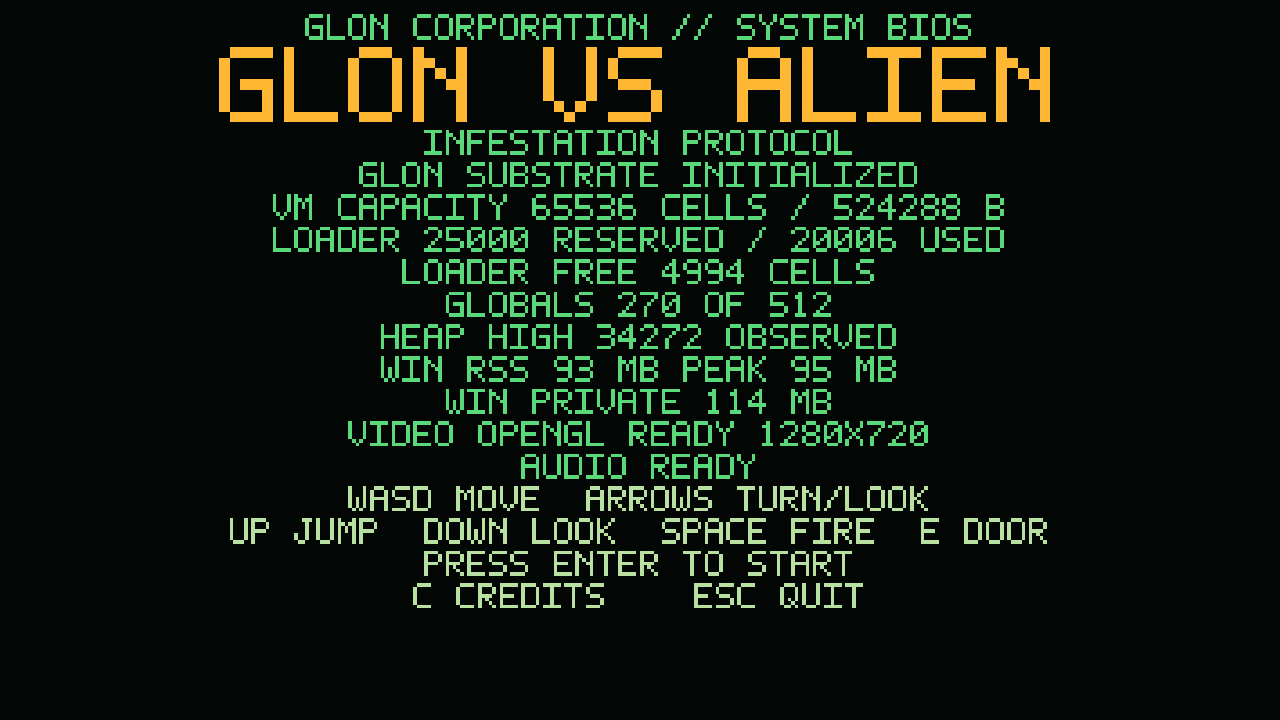 GLON CORPORATION // SYSTEM BIOS
GLON VS ALIEN
INFESTATION PROTOCOL
GLON SUBSTRATE INITIALIZED
VM CAPACITY 65536 CELLS / 524288 B
LOADER 25000 RESERVED / 20006 USED
LOADER FREE 4994 CELLS
GLOBALS 270 OF 512
HEAP HIGH 34272 OBSERVED
WIN RSS 93 MB PEAK 95 MB
WIN PRIVATE 114 MB
VIDEO OPENGL READY 1280X720
AUDIO READY
WASD MOVE  ARROWS TURN/LOOK
UP JUMP  DOWN LOOK  SPACE FIRE  E DOOR
PRESS ENTER TO START
C CREDITS    ESC QUIT